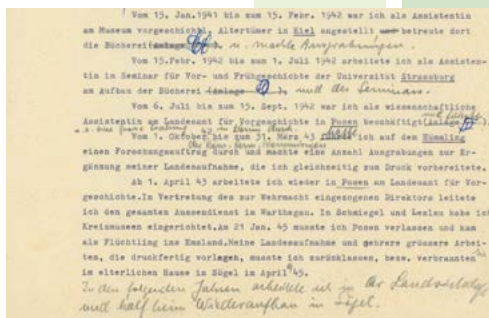 Vom 15. Jan.1941 bis zum 15. Febr. 1942 war ich als Assistentin
am Museum vorgeschichtl. Altertümer in Kiel angestellt und betreute dort
die Bücherei (Anlage ). u. machte Ausgrabungen.
Vom 15.Febr. 1942 bis zum 1. Juli 1942 arbeitete ich als Assisten-
tin im Seminar für Vor- und Frühgeschichte der Universität Strassburg
am Aufbau der Bücherei (Anlage ). und des Seminars.
Vom 6. Juli bis zum 15. Sept. 1942 war ich als wissenschaftliche
Assistentin am Landesamt für Vorgeschichte in Posen beschäftigt(Anlage ).
Vom 1. Oktober bis zum 31. März 43 ich auf dem Hümmling
einen Forschungsauftrag durch und machte eine Anzahl Ausgrabungen zur Er-
gänzung meiner Landesaufnahme, die ich gleichzeitig zum Druck vorbereitete.
Ab 1. April 43 arbeitete ich wieder in Posen am Landesamt für Vor-
geschichte.In Vertretung des zur Wehrmacht eingezogenen Direktors leitete
ich den gesamten Aussendienst im Warthegau. In Schmiegel und Leslau habe ich
Kreismuseen eingerichtet.Am 21 Jan. 45 musste ich Posen verlassen und kam
als Flüchtling ins Emsland.Meine Landesaufnahme und mehrere grössere Arbei-
ten, die druckfertig vorlagen, musste ich zurücklassen, bezw. verbrannten
im elterlichen Hause in Sögel im April 45.
In den folgenden Jahren arbeitete ich in der
und half beim Wiederaufbau in Sögel.